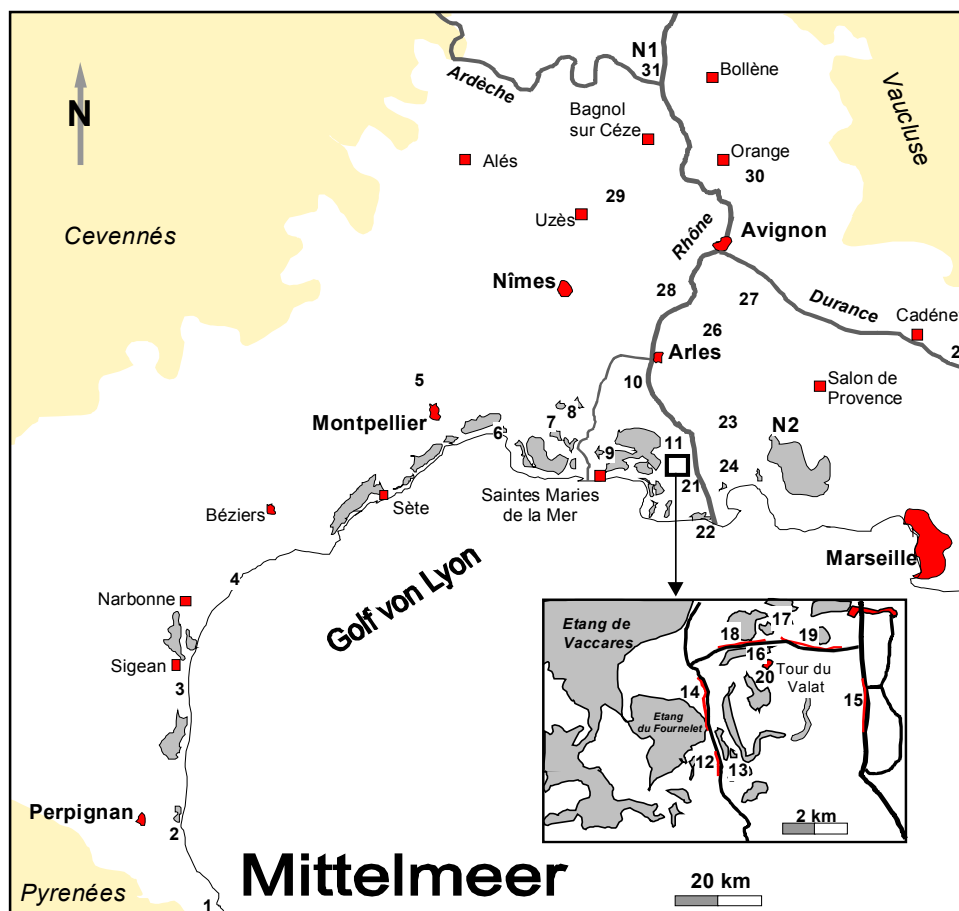 N1
31
Bollène
Ardèche
Vaucluse
N
Bagnol
sur Céze
Alés
Orange
30
29
Uzès
Cevennés
Rhône
Avignon
Nîmes
28
27
Durance
Cadénet
26
2
Arles
10
5
Salon de
Provence
Montpellier
6
7
8
9
11
23
N2
24
21
22
Saintes Maries
de la Mer
Sète
Béziers
Marseille
4
Golf von Lyon
Narbonne
Sigean
3
Etang de
Vaccares
17
18
19
16
20
Tour du
Valat
14
15
Etang
du Fournelet
12
13
2 km
Perpignan
2
Mittelmeer
Pyrenées
1
20 km